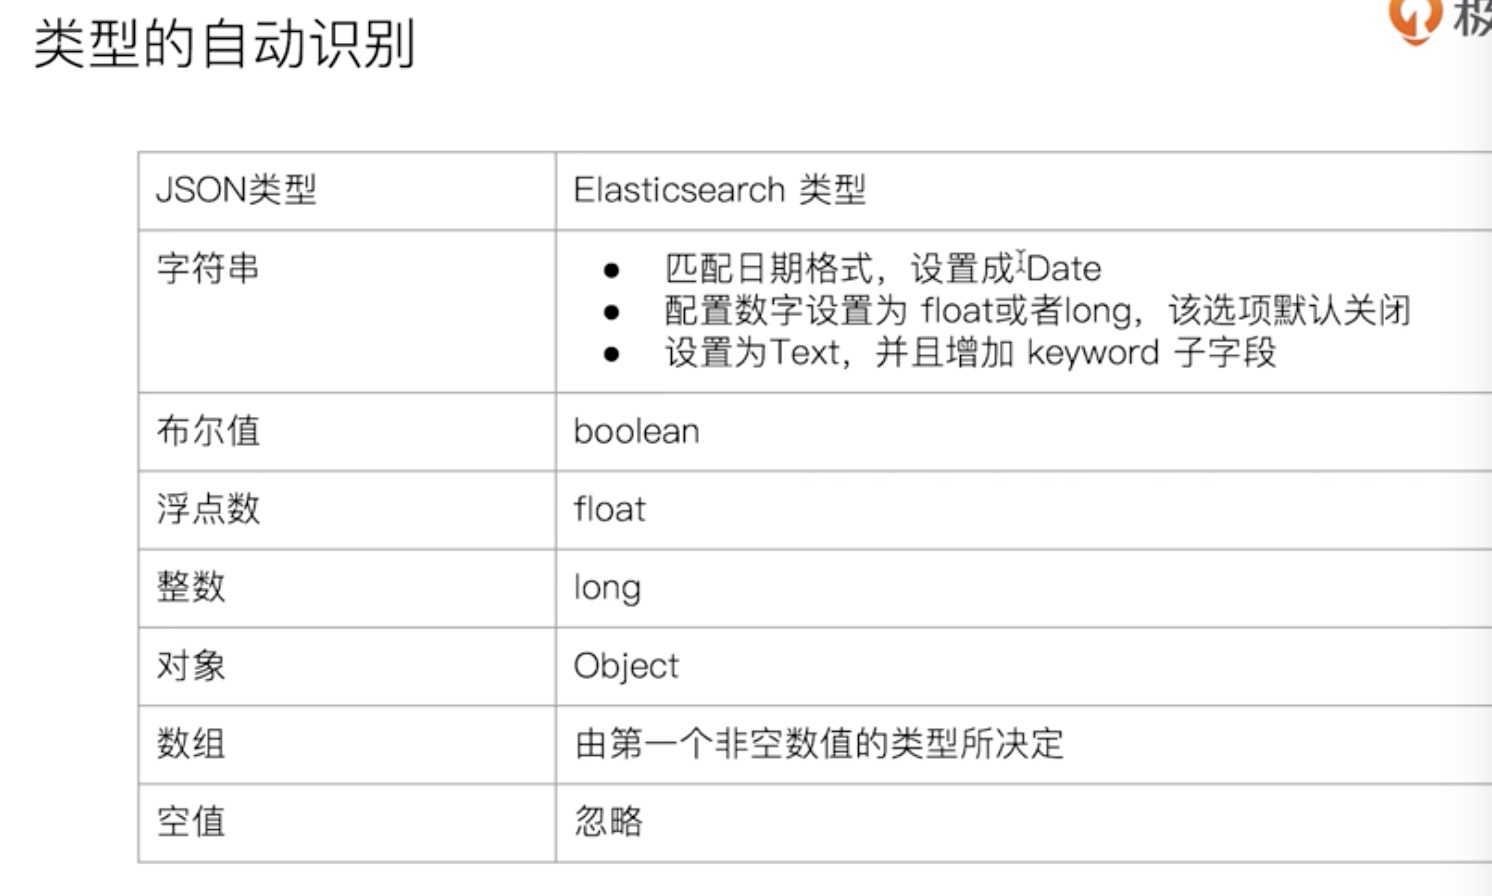 类型的自动识别
极
JSON类型
Elasticsearch 类型
字符串
● 匹配日期格式，设置成Date
● 配置数字设置为 float或者long，该选项默认关闭
● 设置为Text，并且增加 keyword 子字段
布尔值
boolean
浮点数
float
整数
long
对象
Object
数组
由第一个非空数值的类型所决定
空值
忽略